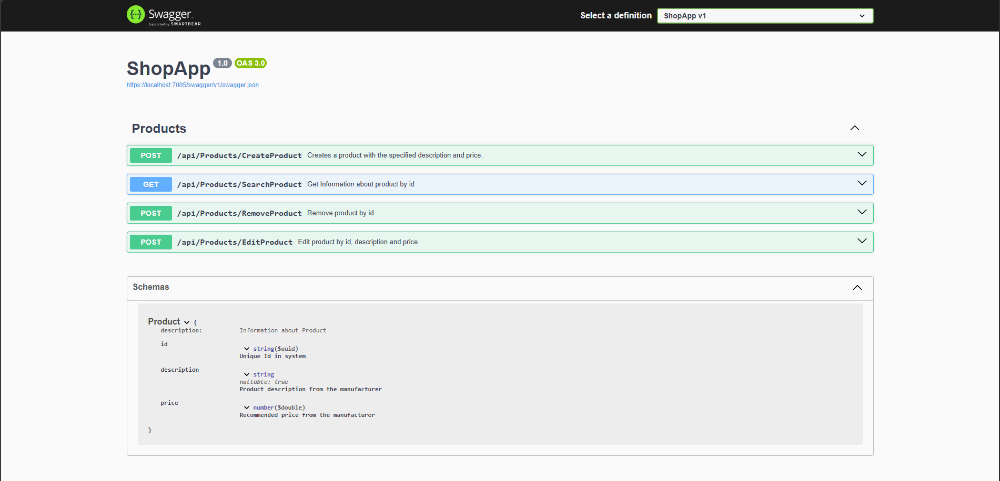 {···} Swagger.
Supported by SMARTBEAR
Select a definition
ShopApp v1
ShopApp 1.0 OAS 3.0
https://localhost:7005/swagger/v1/swagger.json
Products
POST /api/Products/CreateProduct Creates a product with the specified description and price.
GET /api/Products/SearchProduct Get Information about product by id
POST /api/Products/RemoveProduct Remove product by id
POST /api/Products/EditProduct Edit product by id, description and price
Schemas
Product {
description: Information about Product
id
string($uuid)
Unique Id in system
description
string
nullable: true
Product description from the manufacturer
price
number($double)
Recommended price from the manufacturer
}